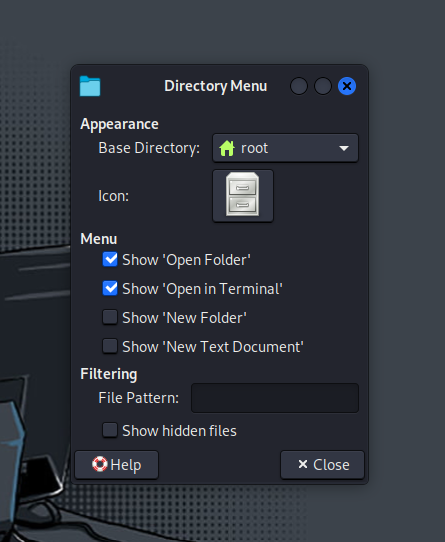 Directory Menu
Appearance
Base Directory: root
Icon:
Menu
Show 'Open Folder'
Show 'Open in Terminal'
Show 'New Folder'
Show 'New Text Document'
Filtering
File Pattern:
Show hidden files
Help Close